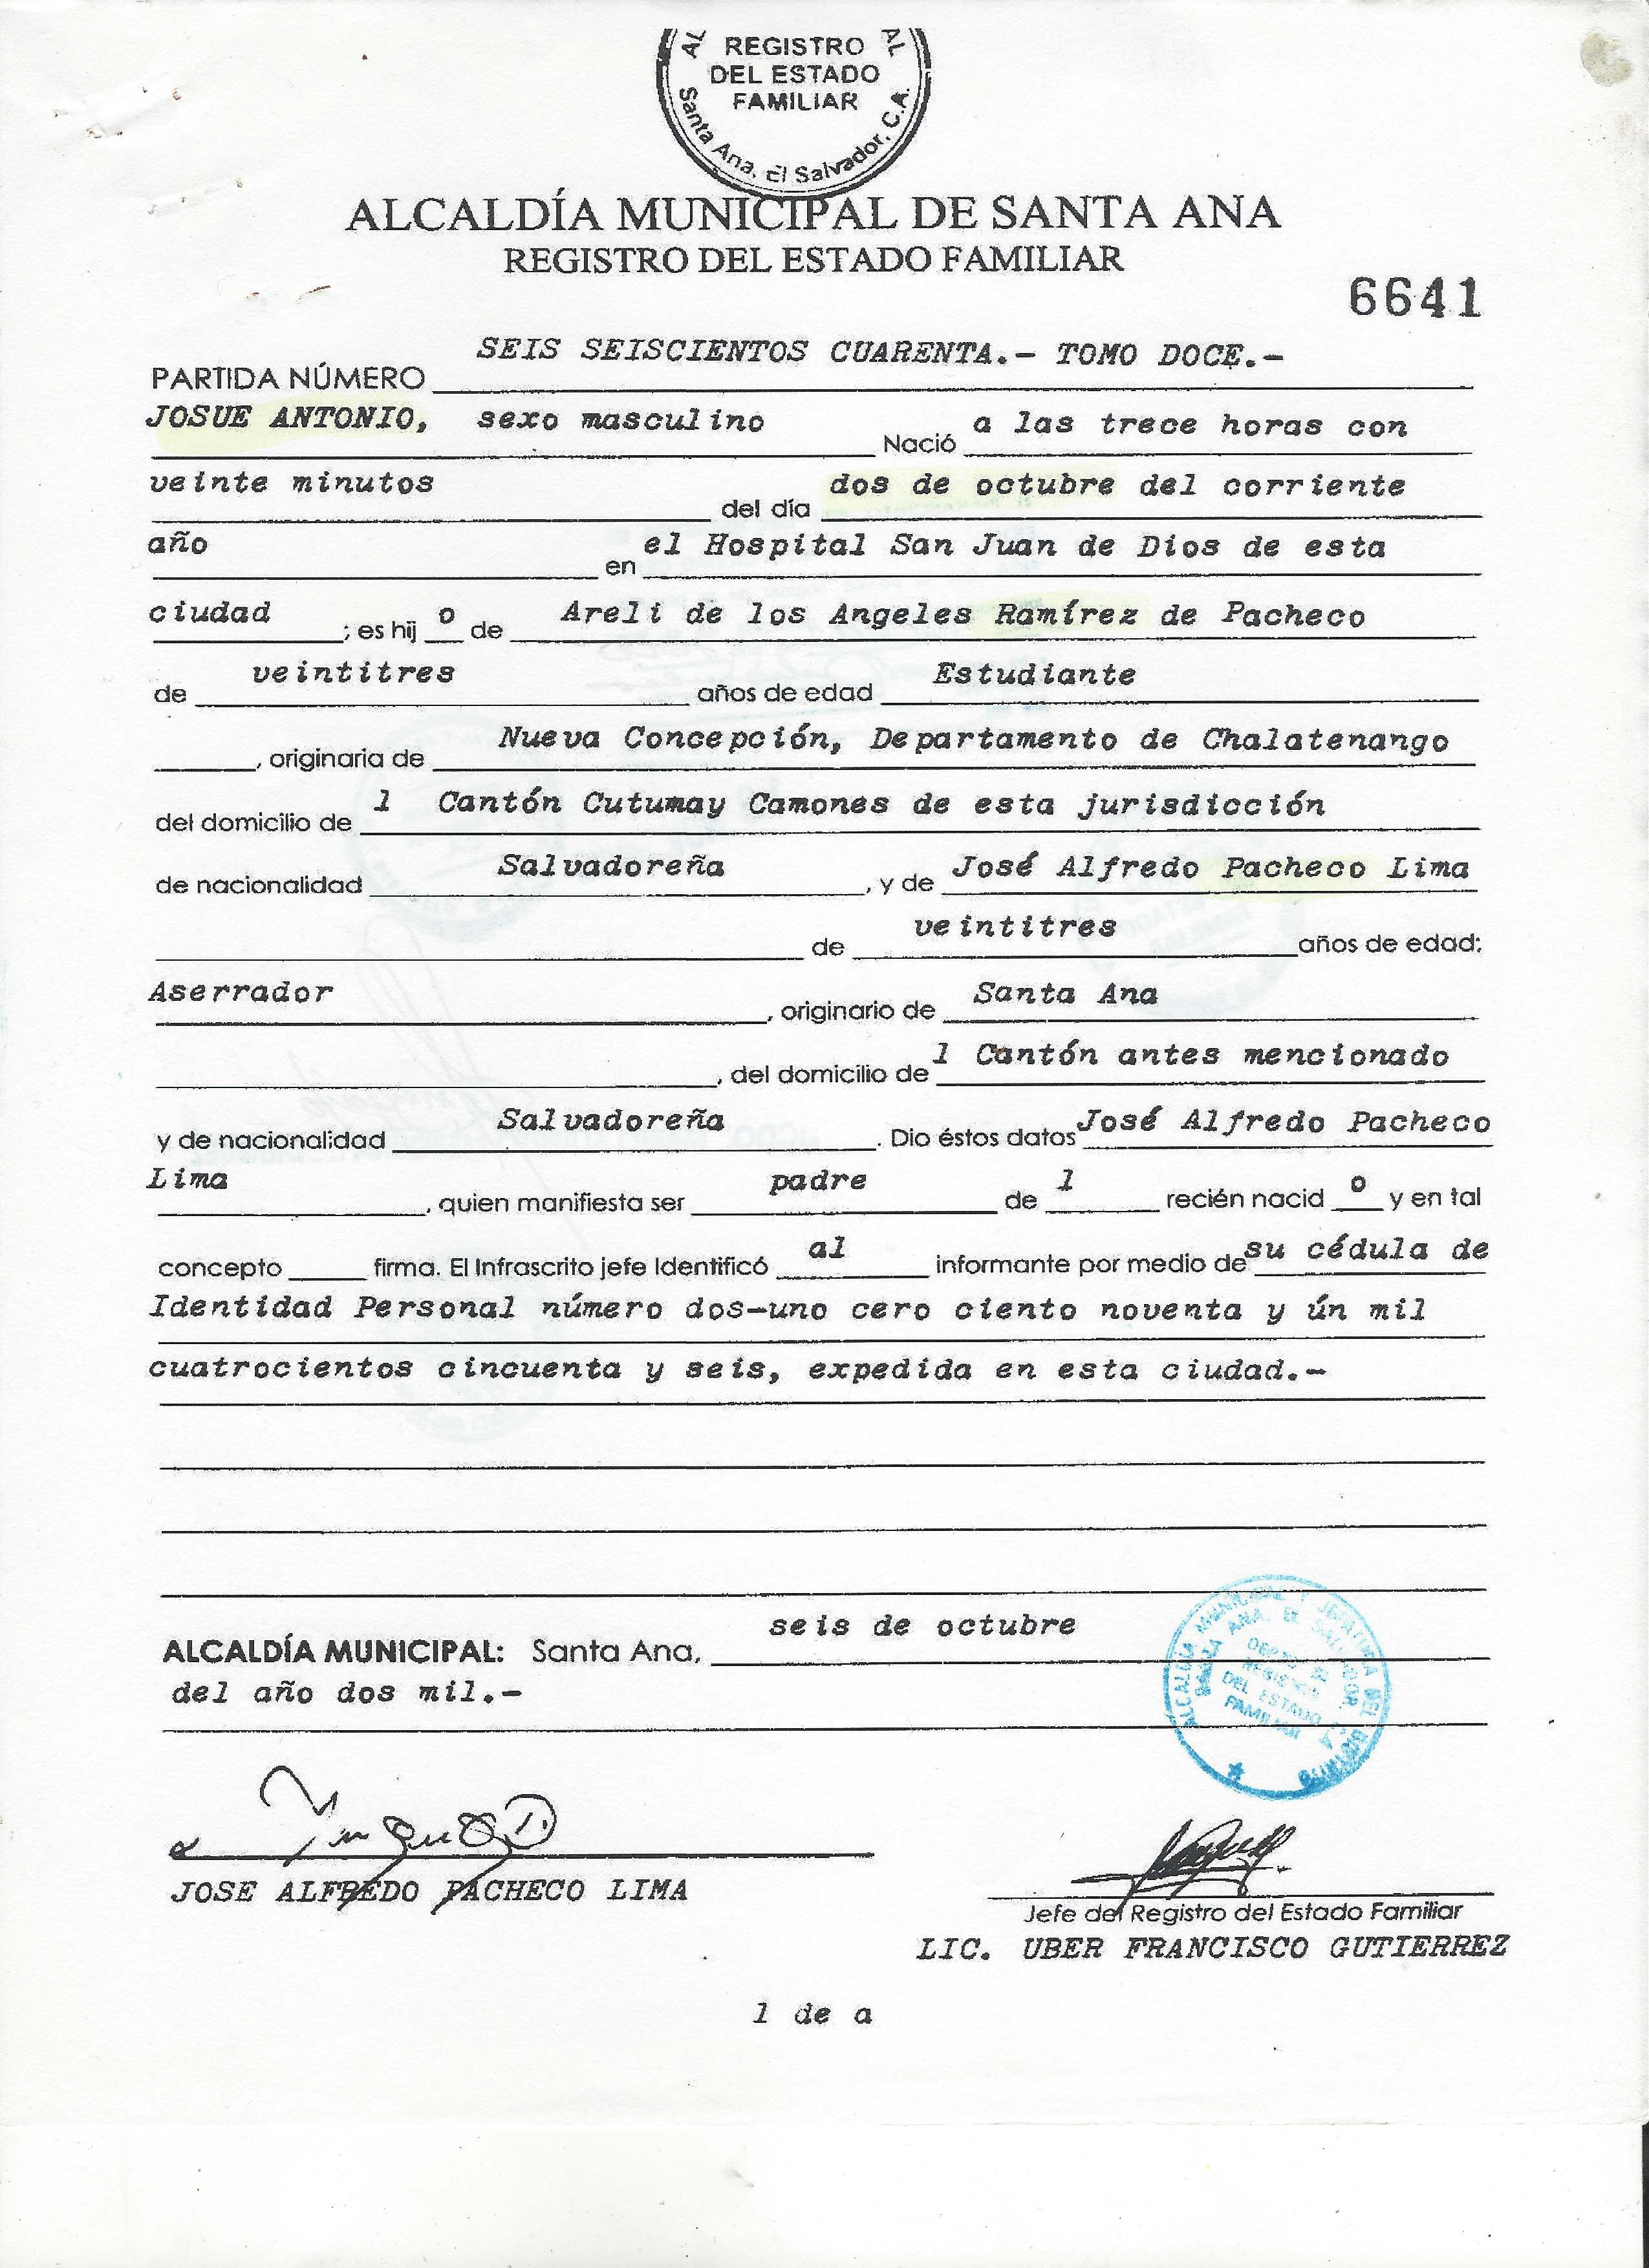 AL REGISTRO AL
DEL ESTADO
FAMILIAR
Santa Ana, El Salvador, C.A.
ALCALDÍA MUNICIPAL DE SANTA ANA
REGISTRO DEL ESTADO FAMILIAR
6641
SEIS SEISCIENTOS CUARENTA.- TOMO DOCE.-
PARTIDA NÚMERO
JOSUE ANTONIO, sexo masculino Nació a las trece horas con
veinte minutos del día dos de octubre del corriente
año en el Hospital San Juan de Dios de esta
ciudad ; es hij o de Areli de los Angeles Ramírez de Pacheco
de veintitres años de edad Estudiante
, originaria de Nueva Concepción, Departamento de Chalatenango
del domicilio de l Cantón Cutumay Camones de esta jurisdicción
de nacionalidad Salvadoreña , y de José Alfredo Pacheco Lima
de veintitres años de edad;
Aserrador , originario de Santa Ana
, del domicilio de l Cantón antes mencionado
y de nacionalidad Salvadoreña . Dio éstos datos José Alfredo Pacheco
Lima , quien manifiesta ser padre de l recién nacid o y en tal
concepto firma. El Infrascrito jefe Identificó al informante por medio de su cédula de
Identidad Personal número dos-uno cero ciento noventa y ún mil
cuatrocientos cincuenta y seis, expedida en esta ciudad.-
ALCALDÍA MUNICIPAL: Santa Ana, seis de octubre
del año dos mil.-
ALCALDÍA MUNICIPAL
SANTA ANA, EL SALVADOR
DEPTO. DE
REGISTRO
DEL ESTADO
FAMILIAR
JOSE ALFREDO PACHECO LIMA
Jefe del Registro del Estado Familiar
LIC. UBER FRANCISCO GUTIERREZ
l de a